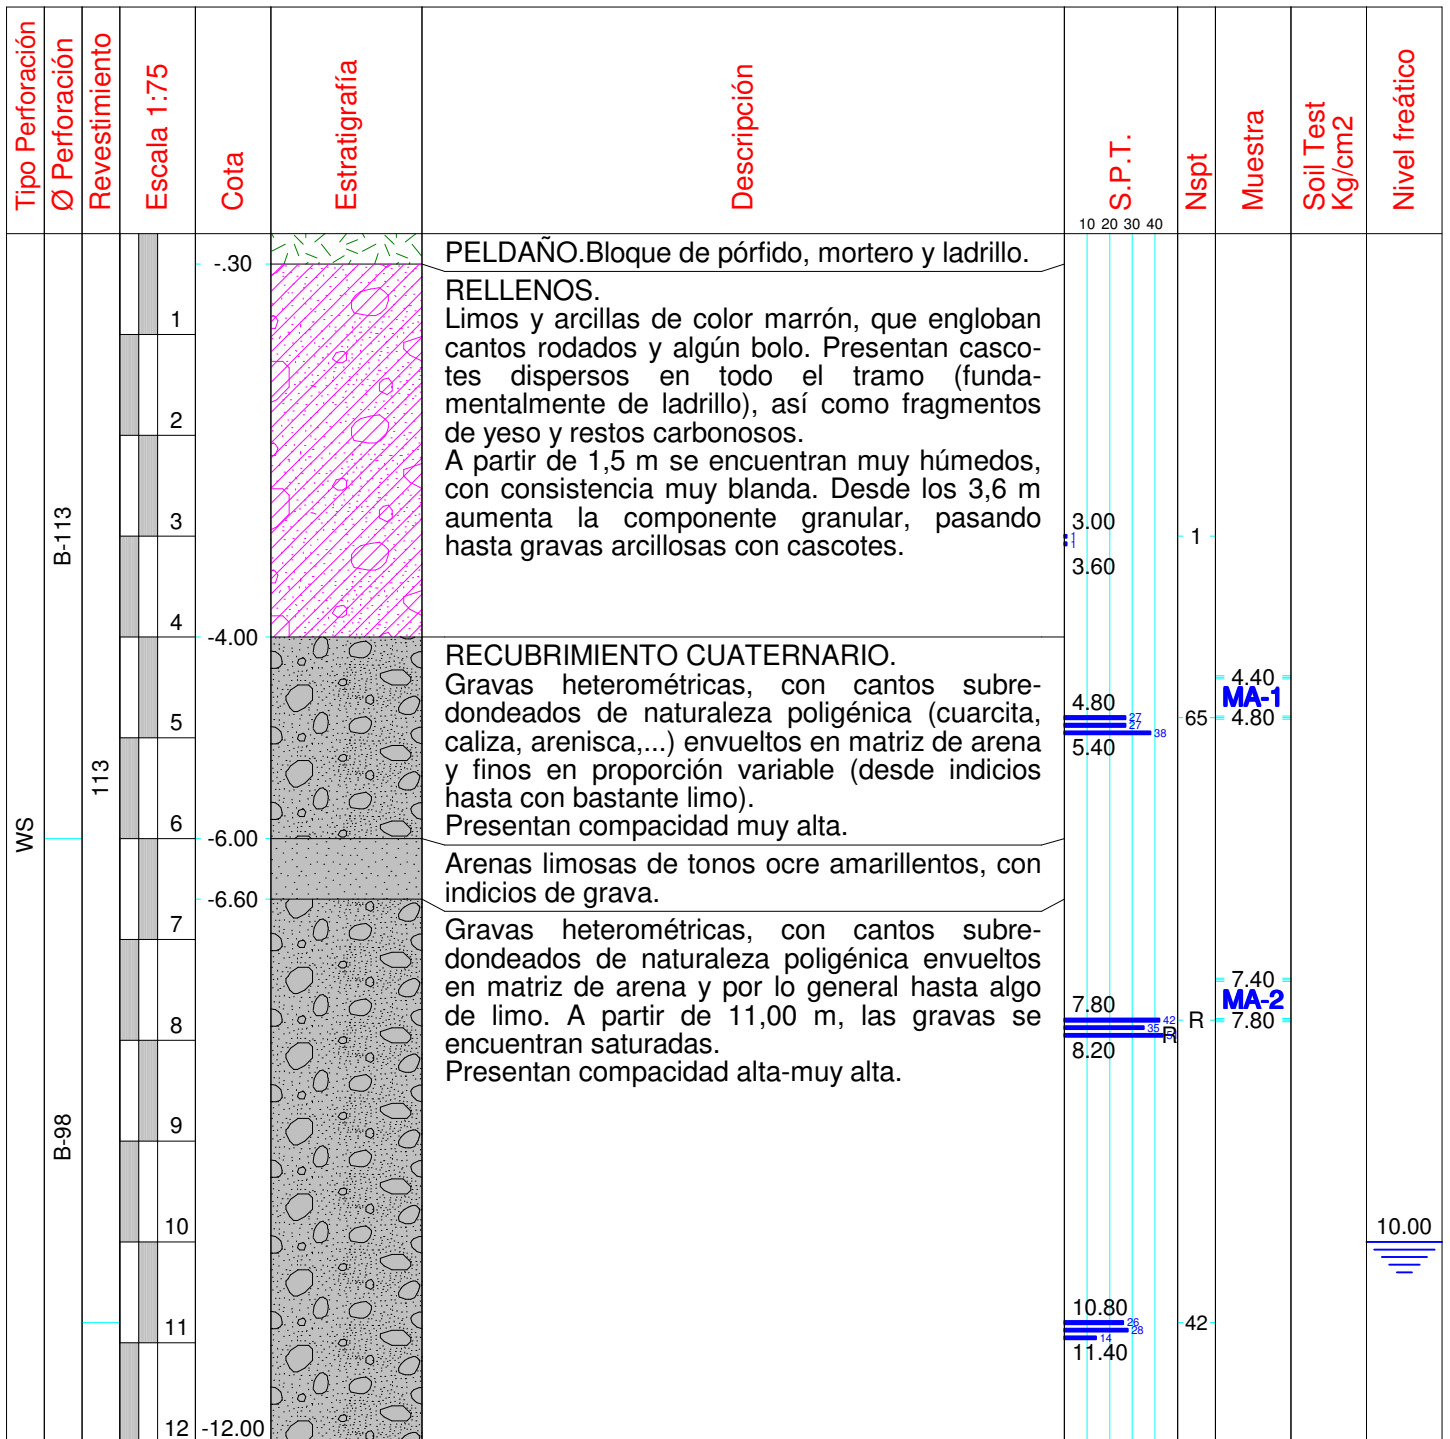 Tipo Perforación
Ø Perforación
Revestimiento
Escala 1:75
Cota
Estratigrafía
Descripción
S.P.T.
10 20 30 40
Nspt
Muestra
Soil Test
Kg/cm2
Nivel freático
WS
B-113
B-98
113
1
2
3
4
5
6
7
8
9
10
11
12
-.30
-4.00
-6.00
-6.60
-12.00
PELDAÑO.Bloque de pórfido, mortero y ladrillo.
RELLENOS.
Limos y arcillas de color marrón, que engloban
cantos rodados y algún bolo. Presentan casco-
tes dispersos en todo el tramo (funda-
mentalmente de ladrillo), así como fragmentos
de yeso y restos carbonosos.
A partir de 1,5 m se encuentran muy húmedos,
con consistencia muy blanda. Desde los 3,6 m
aumenta la componente granular, pasando
hasta gravas arcillosas con cascotes.
RECUBRIMIENTO CUATERNARIO.
Gravas heterométricas, con cantos subre-
dondeados de naturaleza poligénica (cuarcita,
caliza, arenisca,...) envueltos en matriz de arena
y finos en proporción variable (desde indicios
hasta con bastante limo).
Presentan compacidad muy alta.
Arenas limosas de tonos ocre amarillentos, con
indicios de grava.
Gravas heterométricas, con cantos subre-
dondeados de naturaleza poligénica envueltos
en matriz de arena y por lo general hasta algo
de limo. A partir de 11,00 m, las gravas se
encuentran saturadas.
Presentan compacidad alta-muy alta.
3.00
1
1
3.60
1
4.80
27
27
38
5.40
65
4.40
MA-1
4.80
7.80
42
35
R
8.20
R
7.40
MA-2
7.80
10.80
26
28
14
11.40
42
10.00